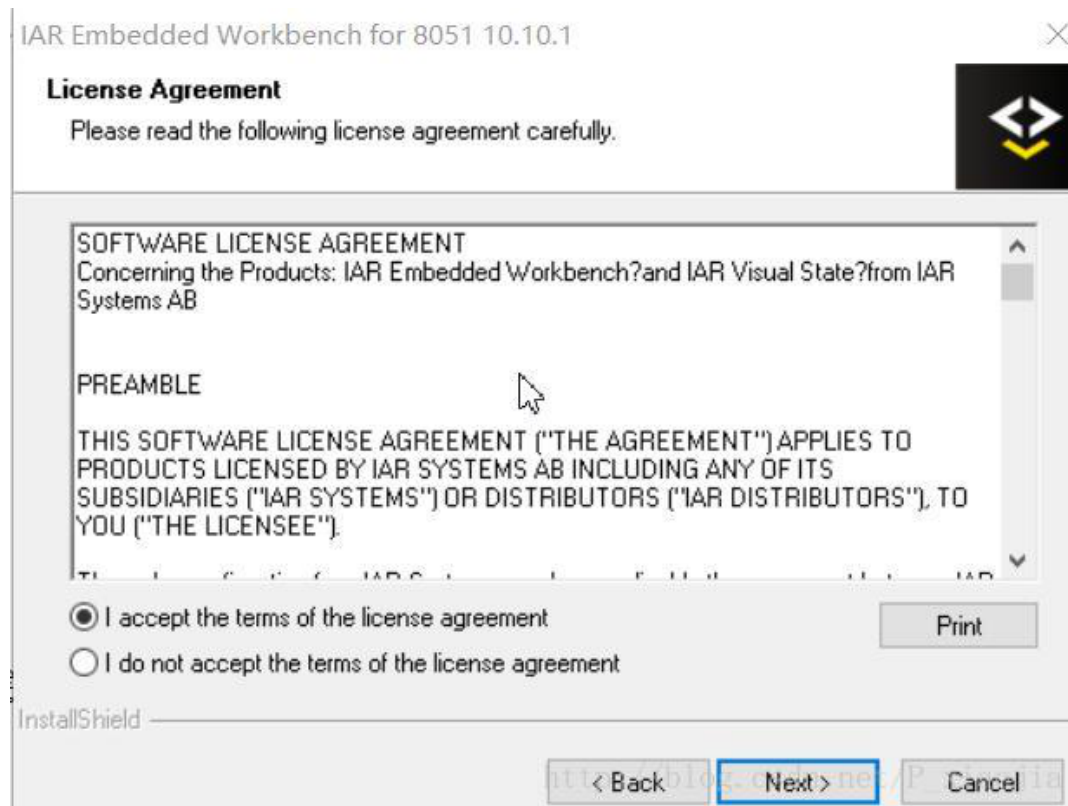 IAR Embedded Workbench for 8051 10.10.1
License Agreement
Please read the following license agreement carefully.
SOFTWARE LICENSE AGREEMENT
Concerning the Products: IAR Embedded Workbench?and IAR Visual State?from IAR
Systems AB
PREAMBLE
THIS SOFTWARE LICENSE AGREEMENT ("THE AGREEMENT") APPLIES TO
PRODUCTS LICENSED BY IAR SYSTEMS AB INCLUDING ANY OF ITS
SUBSIDIARIES ("IAR SYSTEMS") OR DISTRIBUTORS ("IAR DISTRIBUTORS"), TO
YOU ("THE LICENSEE").
I accept the terms of the license agreement
Print
I do not accept the terms of the license agreement
InstallShield
< Back
Next >
Cancel